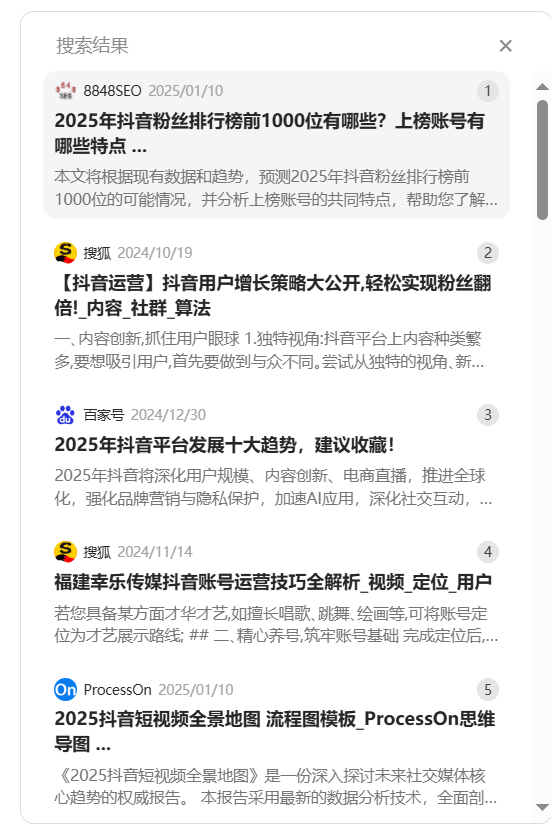 搜索结果
8848SEO 2025/01/10 1
2025年抖音粉丝排行榜前1000位有哪些？上榜账号有
哪些特点 ...
本文将根据现有数据和趋势，预测2025年抖音粉丝排行榜前
1000位的可能情况，并分析上榜账号的共同特点，帮助您了解...
搜狐 2024/10/19 2
【抖音运营】抖音用户增长策略大公开,轻松实现粉丝翻
倍!_内容_社群_算法
一、内容创新,抓住用户眼球 1.独特视角:抖音平台上内容种类繁
多,要想吸引用户,首先要做到与众不同。尝试从独特的视角、新...
百家号 2024/12/30 3
2025年抖音平台发展十大趋势，建议收藏！
2025年抖音将深化用户规模、内容创新、电商直播，推进全球
化，强化品牌营销与隐私保护，加速AI应用，深化社交互动，...
搜狐 2024/11/14 4
福建幸乐传媒抖音账号运营技巧全解析_视频_定位_用户
若您具备某方面才华才艺,如擅长唱歌、跳舞、绘画等,可将账号定
位为才艺展示路线; ## 二、精心养号,筑牢账号基础 完成定位后,...
On ProcessOn 2025/01/10 5
2025抖音短视频全景地图 流程图模板_ProcessOn思维
导图 ...
《2025抖音短视频全景地图》是一份深入探讨未来社交媒体核
心趋势的权威报告。 本报告采用最新的数据分析技术，全面剖...